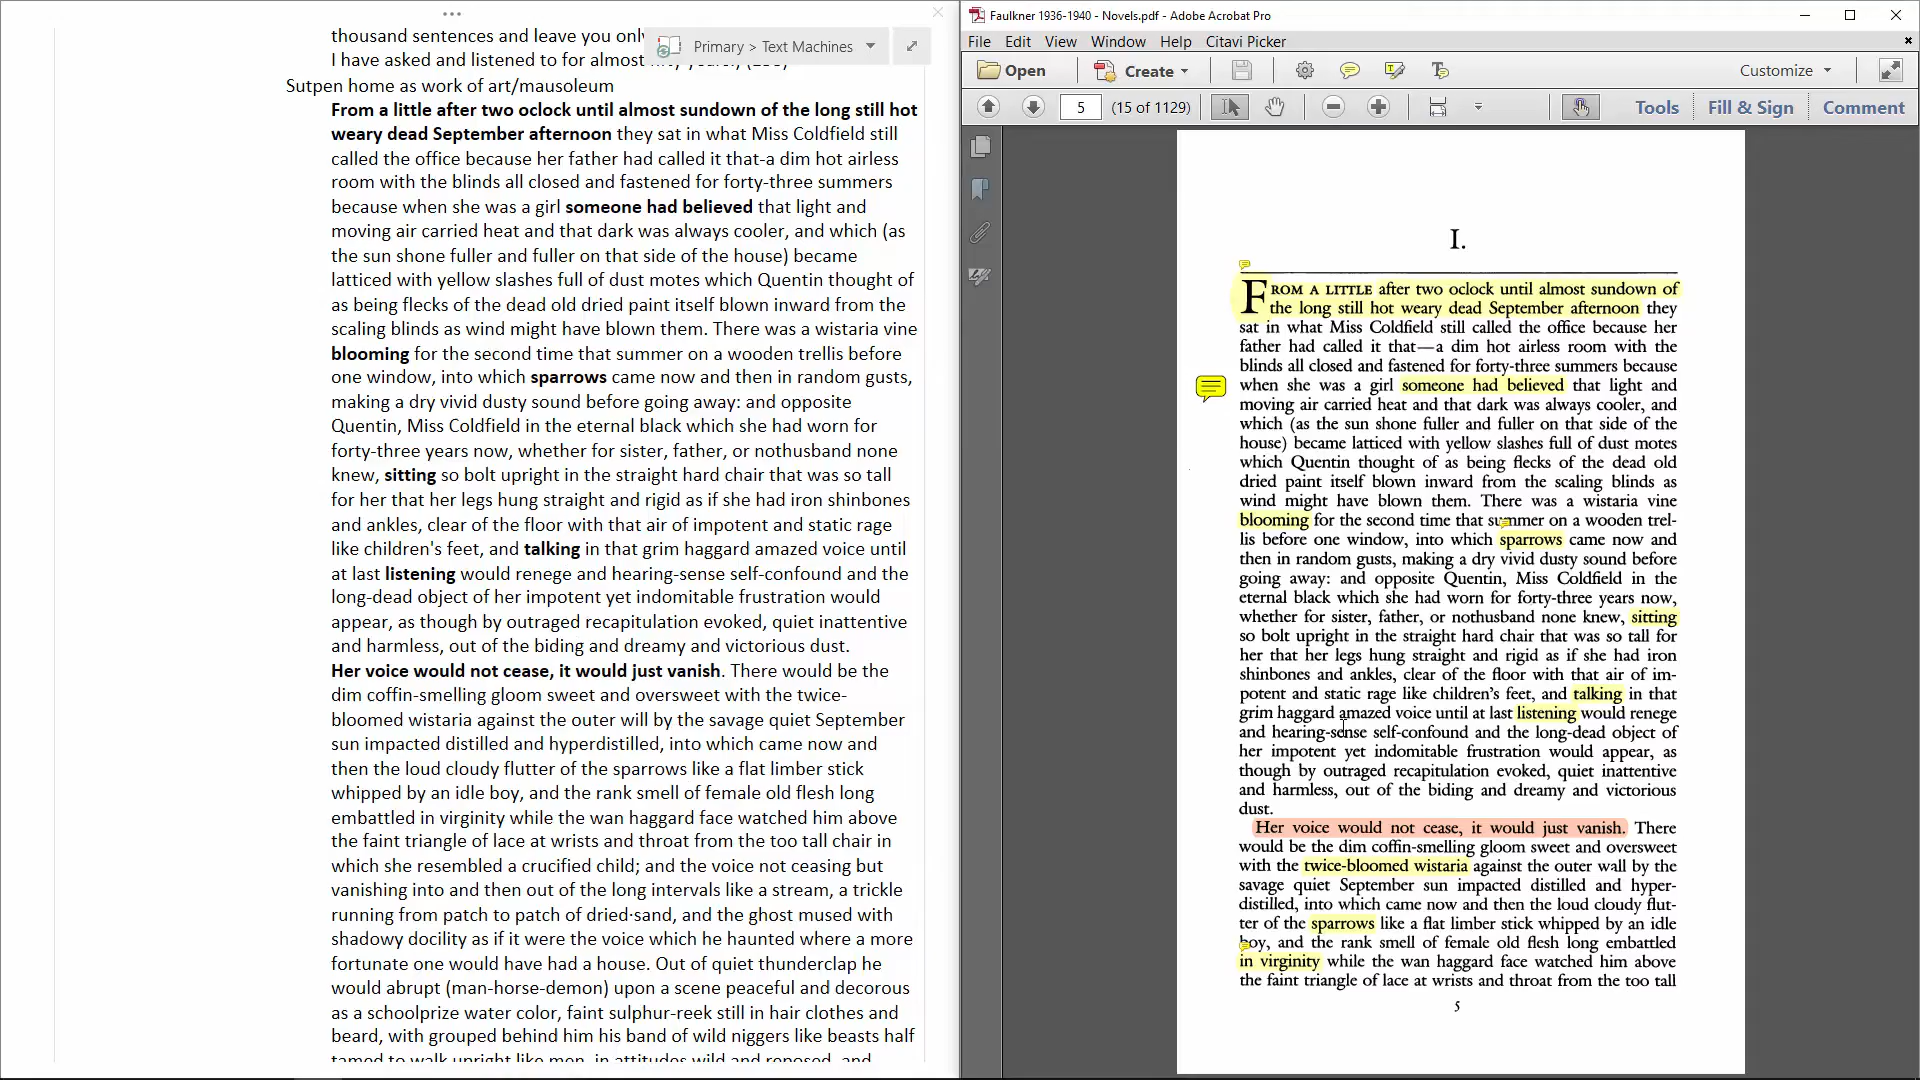 thousand sentences and leave you only
I have asked and listened to for almost
Primary > Text Machines
Sutpen home as work of art/mausoleum
From a little after two oclock until almost sundown of the long still hot
weary dead September afternoon they sat in what Miss Coldfield still
called the office because her father had called it that-a dim hot airless
room with the blinds all closed and fastened for forty-three summers
because when she was a girl someone had believed that light and
moving air carried heat and that dark was always cooler, and which (as
the sun shone fuller and fuller on that side of the house) became
latticed with yellow slashes full of dust motes which Quentin thought of
as being flecks of the dead old dried paint itself blown inward from the
scaling blinds as wind might have blown them. There was a wistaria vine
blooming for the second time that summer on a wooden trellis before
one window, into which sparrows came now and then in random gusts,
making a dry vivid dusty sound before going away: and opposite
Quentin, Miss Coldfield in the eternal black which she had worn for
forty-three years now, whether for sister, father, or nothusband none
knew, sitting so bolt upright in the straight hard chair that was so tall
for her that her legs hung straight and rigid as if she had iron shinbones
and ankles, clear of the floor with that air of impotent and static rage
like children's feet, and talking in that grim haggard amazed voice until
at last listening would renege and hearing-sense self-confound and the
long-dead object of her impotent yet indomitable frustration would
appear, as though by outraged recapitulation evoked, quiet inattentive
and harmless, out of the biding and dreamy and victorious dust.
Her voice would not cease, it would just vanish. There would be the
dim coffin-smelling gloom sweet and oversweet with the twice-
bloomed wistaria against the outer will by the savage quiet September
sun impacted distilled and hyperdistilled, into which came now and
then the loud cloudy flutter of the sparrows like a flat limber stick
whipped by an idle boy, and the rank smell of female old flesh long
embattled in virginity while the wan haggard face watched him above
the faint triangle of lace at wrists and throat from the too tall chair in
which she resembled a crucified child; and the voice not ceasing but
vanishing into and then out of the long intervals like a stream, a trickle
running from patch to patch of dried·sand, and the ghost mused with
shadowy docility as if it were the voice which he haunted where a more
fortunate one would have had a house. Out of quiet thunderclap he
would abrupt (man-horse-demon) upon a scene peaceful and decorous
as a schoolprize water color, faint sulphur-reek still in hair clothes and
beard, with grouped behind him his band of wild niggers like beasts half
tamed to walk upright like men, in attitudes wild and reposed, and
Faulkner 1936-1940 - Novels.pdf - Adobe Acrobat Pro
File Edit View Window Help Citavi Picker
Open Create Customize
5 (15 of 1129) Tools Fill & Sign Comment
I.
FROM A LITTLE after two oclock until almost sundown of
the long still hot weary dead September afternoon they
sat in what Miss Coldfield still called the office because her
father had called it that—a dim hot airless room with the
blinds all closed and fastened for forty-three summers because
when she was a girl someone had believed that light and
moving air carried heat and that dark was always cooler, and
which (as the sun shone fuller and fuller on that side of the
house) became latticed with yellow slashes full of dust motes
which Quentin thought of as being flecks of the dead old
dried paint itself blown inward from the scaling blinds as
wind might have blown them. There was a wistaria vine
blooming for the second time that summer on a wooden trel-
lis before one window, into which sparrows came now and
then in random gusts, making a dry vivid dusty sound before
going away: and opposite Quentin, Miss Coldfield in the
eternal black which she had worn for forty-three years now,
whether for sister, father, or nothusband none knew, sitting
so bolt upright in the straight hard chair that was so tall for
her that her legs hung straight and rigid as if she had iron
shinbones and ankles, clear of the floor with that air of im-
potent and static rage like children's feet, and talking in that
grim haggard amazed voice until at last listening would renege
and hearing-sense self-confound and the long-dead object of
her impotent yet indomitable frustration would appear, as
though by outraged recapitulation evoked, quiet inattentive
and harmless, out of the biding and dreamy and victorious
dust.
Her voice would not cease, it would just vanish. There
would be the dim coffin-smelling gloom sweet and oversweet
with the twice-bloomed wistaria against the outer wall by the
savage quiet September sun impacted distilled and hyper-
distilled, into which came now and then the loud cloudy flut-
ter of the sparrows like a flat limber stick whipped by an idle
boy, and the rank smell of female old flesh long embattled
in virginity while the wan haggard face watched him above
the faint triangle of lace at wrists and throat from the too tall
5